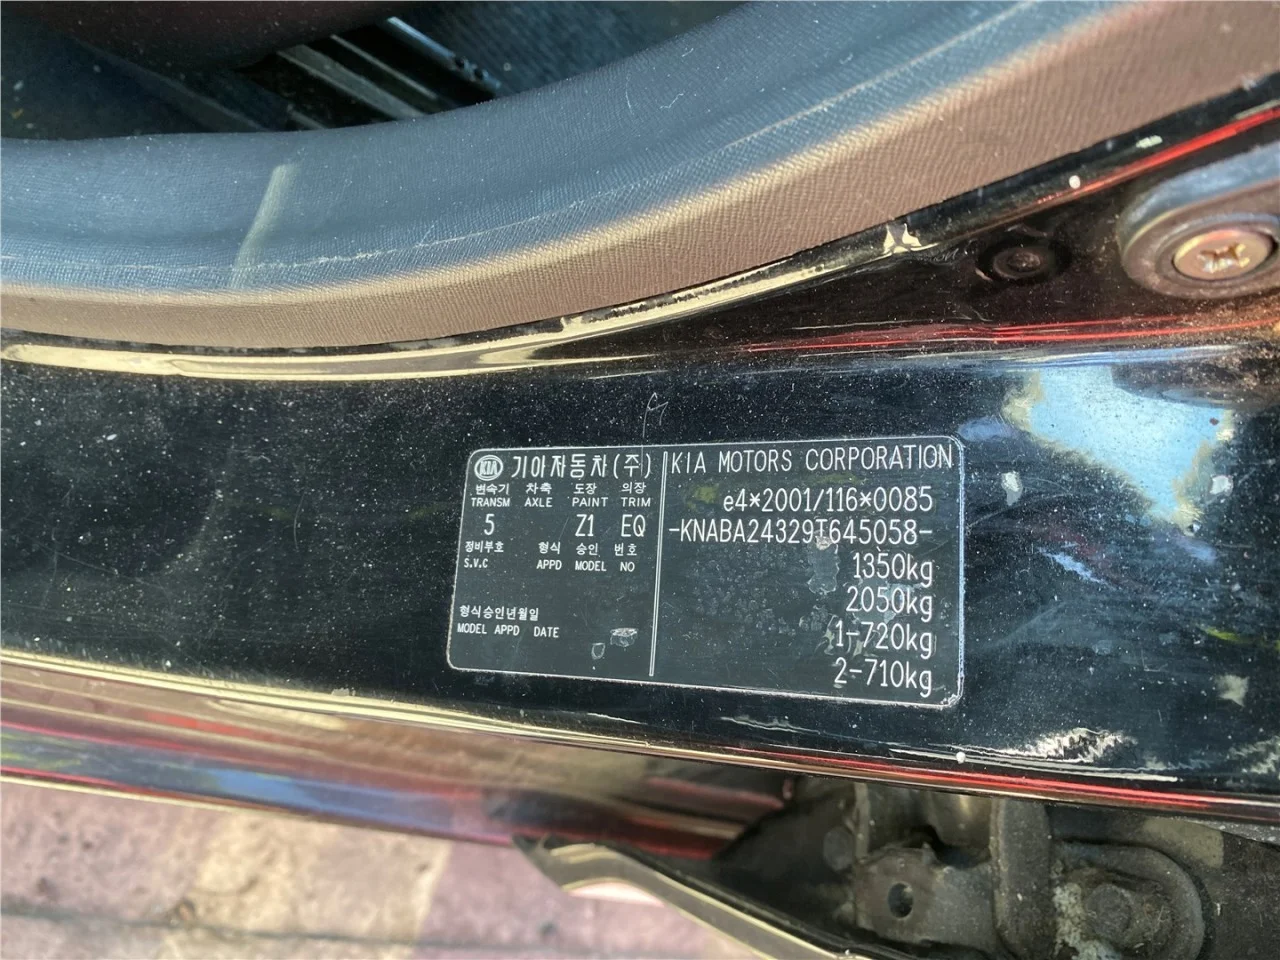 KIA 기아자동차(주)
변속기 차축 도장 의장
TRANSM AXLE PAINT TRIM
5 Z1 EQ
정비부호 형식 승인 번호
S.V.C APPD MODEL NO
형식승인년월일
MODEL APPD DATE
KIA MOTORS CORPORATION
e4*2001/116*0085
-KNABA24329T645058-
1350kg
2050kg
1-720kg
2-710kg